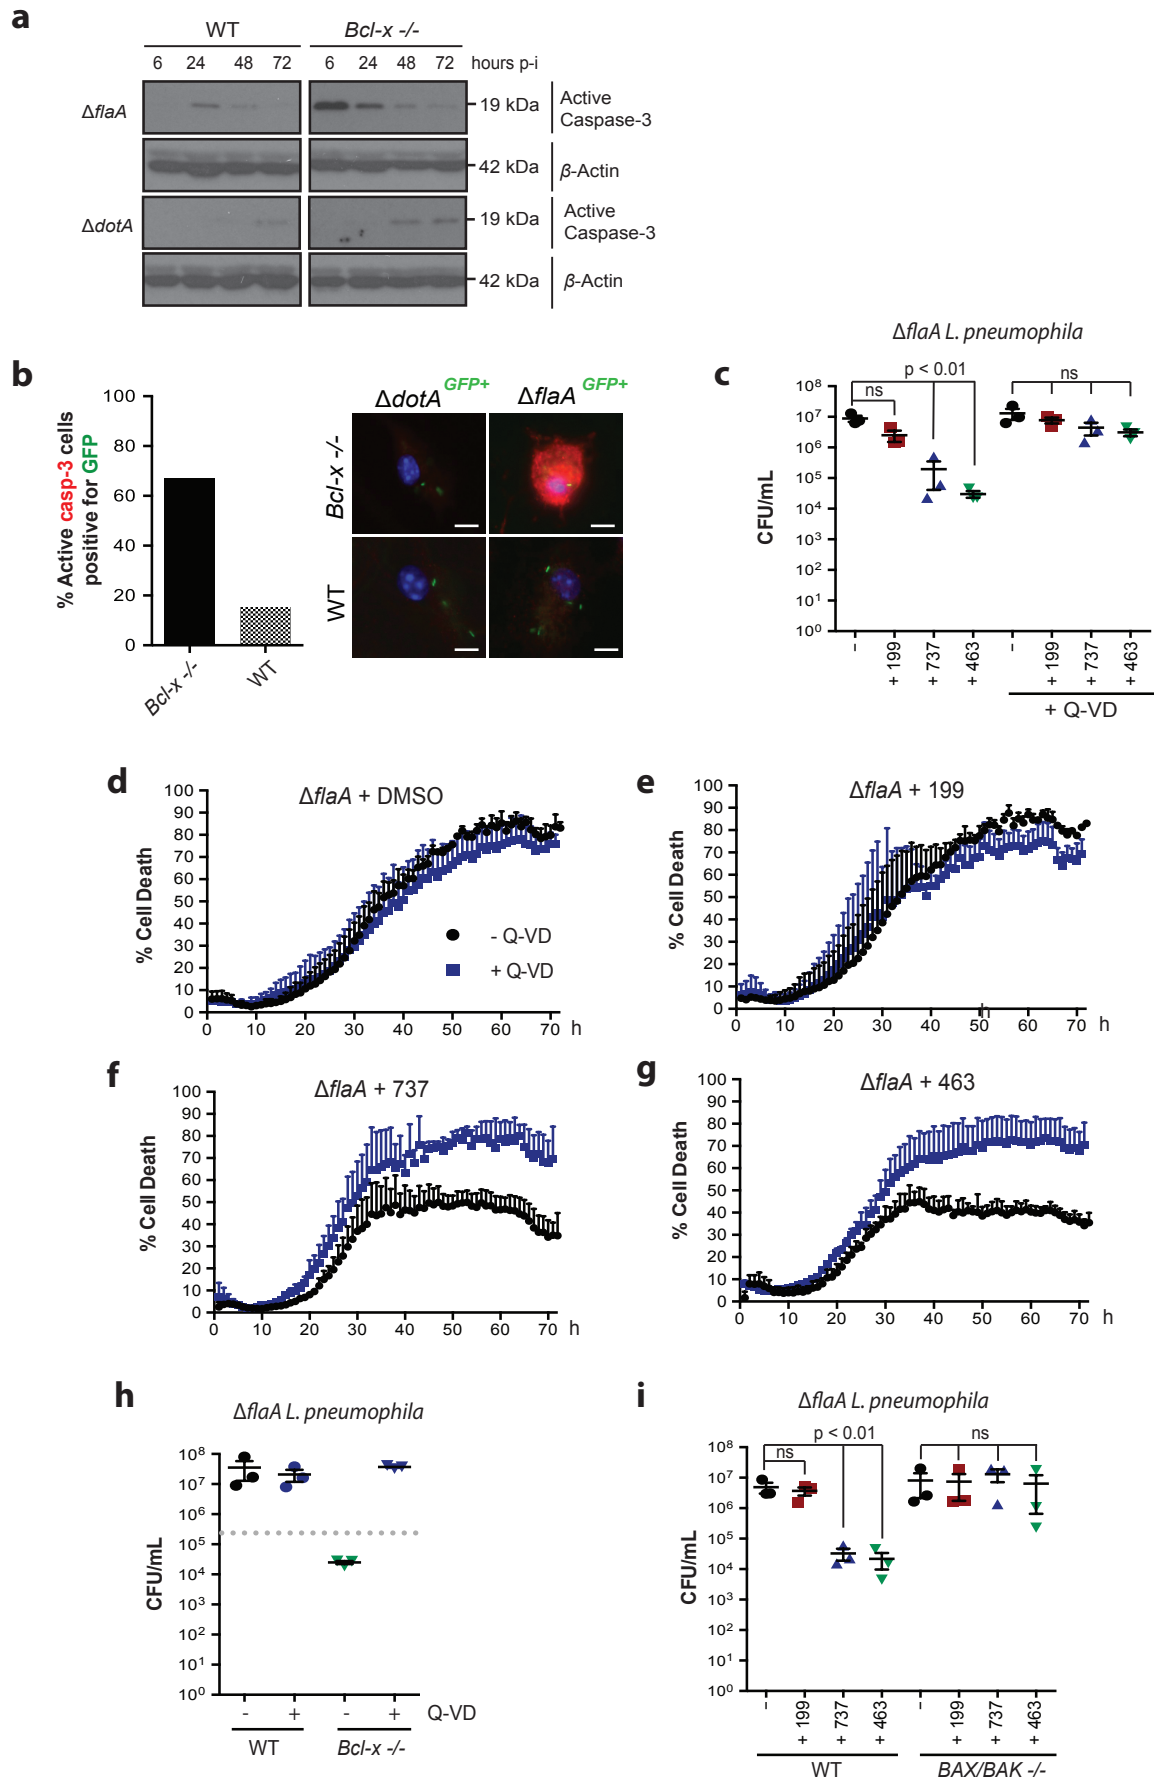 a
WT
Bcl-x -/-
6 24 48 72
6 24 48 72 hours p-i
ΔflaA
19 kDa
Active
Caspase-3
42 kDa
β-Actin
ΔdotA
19 kDa
Active
Caspase-3
42 kDa
β-Actin
b
% Active casp-3 cells
positive for GFP
100
80
60
40
20
0
Bcl-x -/-
WT
ΔdotA GFP+
ΔflaA GFP+
Bcl-x -/-
WT
c
ΔflaA L. pneumophila
p < 0.01
ns
ns
CFU/mL
10⁸
10⁷
10⁶
10⁵
10⁴
10³
10²
10¹
10⁰
–
+ 199
+ 737
+ 463
–
+ 199
+ 737
+ 463
+ Q-VD
d
ΔflaA + DMSO
% Cell Death
100
90
80
70
60
50
40
30
20
10
0
- Q-VD
+ Q-VD
0 10 20 30 40 50 60 70 h
e
ΔflaA + 199
% Cell Death
100
90
80
70
60
50
40
30
20
10
0
0 10 20 30 40 50 60 70 h
f
ΔflaA + 737
% Cell Death
100
90
80
70
60
50
40
30
20
10
0
0 10 20 30 40 50 60 70 h
g
ΔflaA + 463
% Cell Death
100
90
80
70
60
50
40
30
20
10
0
0 10 20 30 40 50 60 70 h
h
ΔflaA L. pneumophila
CFU/mL
10⁸
10⁷
10⁶
10⁵
10⁴
10³
10²
10¹
10⁰
- + - + Q-VD
WT
Bcl-x -/-
i
ΔflaA L. pneumophila
p < 0.01
ns
ns
CFU/mL
10⁸
10⁷
10⁶
10⁵
10⁴
10³
10²
10¹
10⁰
–
+ 199
+ 737
+ 463
–
+ 199
+ 737
+ 463
WT
BAX/BAK -/-